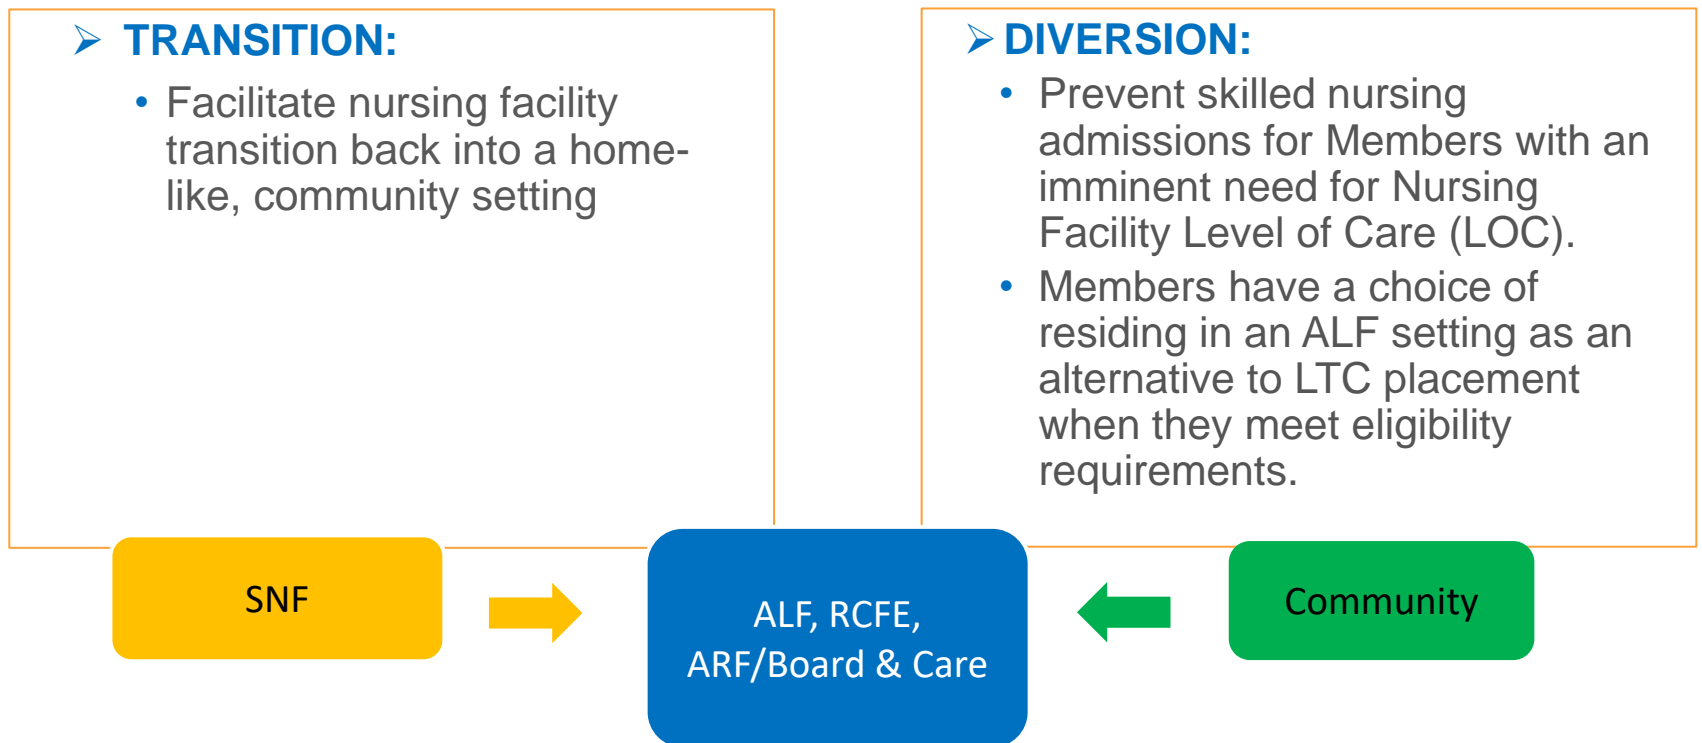 ➢ TRANSITION:
• Facilitate nursing facility
transition back into a home-
like, community setting
➢ DIVERSION:
• Prevent skilled nursing
admissions for Members with an
imminent need for Nursing
Facility Level of Care (LOC).
• Members have a choice of
residing in an ALF setting as an
alternative to LTC placement
when they meet eligibility
requirements.
SNF
ALF, RCFE,
ARF/Board & Care
Community